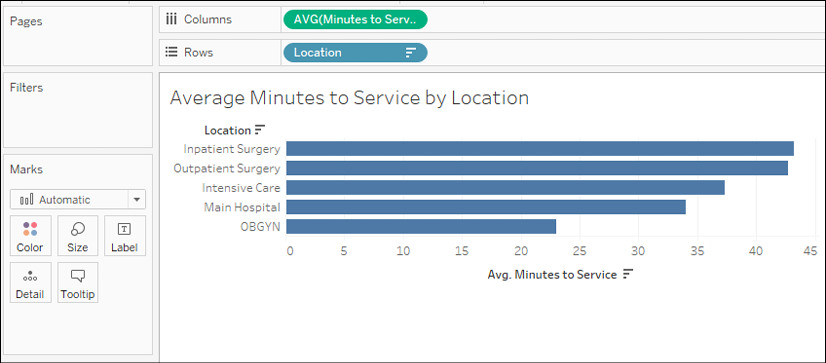 Pages
Columns
AVG(Minutes to Serv..
Rows
Location
Filters
Marks
Automatic
Color
Size
Label
Detail
Tooltip
Average Minutes to Service by Location
Location
Inpatient Surgery
Outpatient Surgery
Intensive Care
Main Hospital
OBGYN
0 5 10 15 20 25 30 35 40 45
Avg. Minutes to Service